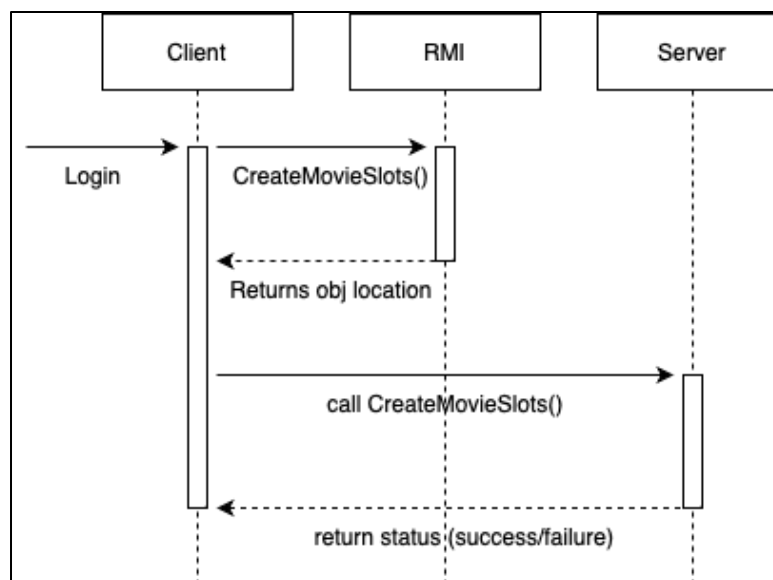 Client
RMI
Server
Login
CreateMovieSlots()
Returns obj location
call CreateMovieSlots()
return status (success/failure)